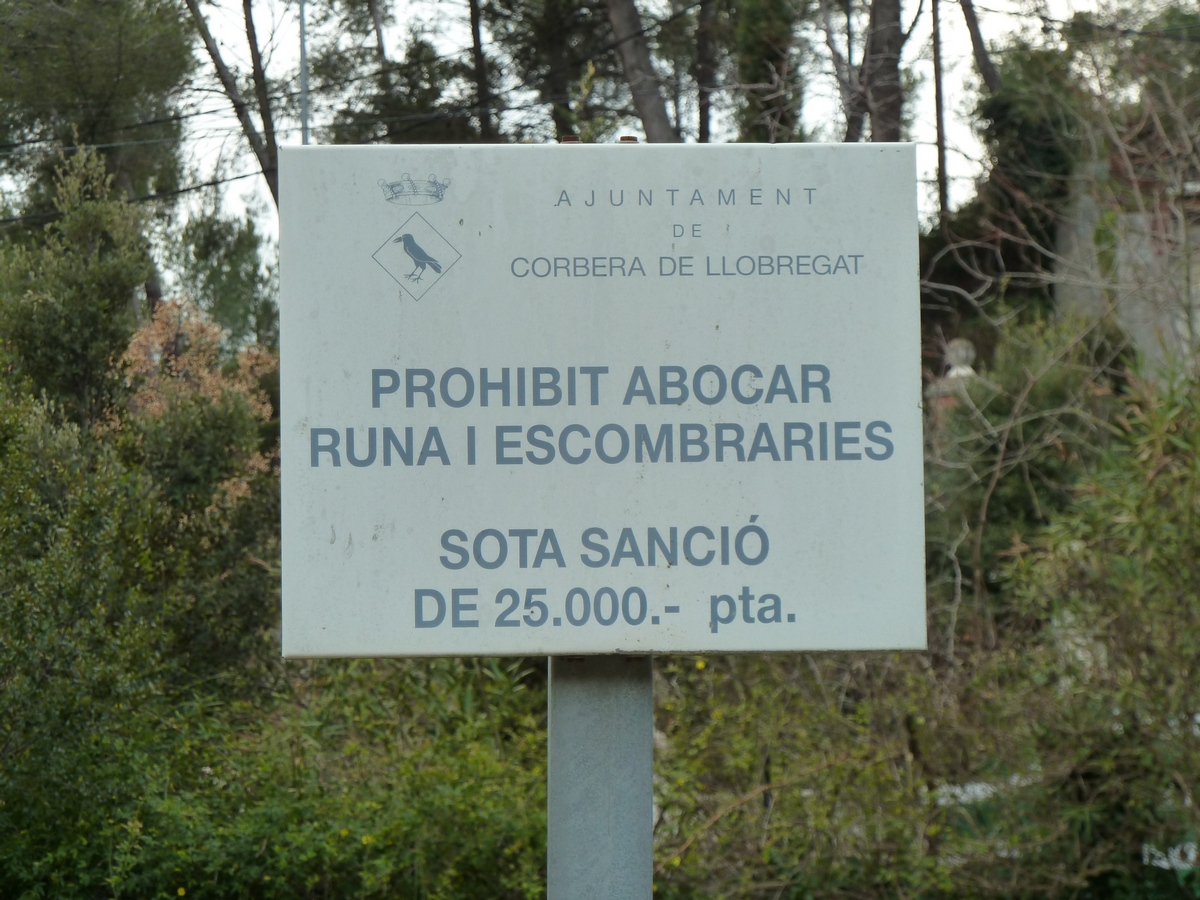 AJUNTAMENT
DE
CORBERA DE LLOBREGAT
PROHIBIT ABOCAR
RUNA I ESCOMBRARIES
SOTA SANCIÓ
DE 25.000.- pta.